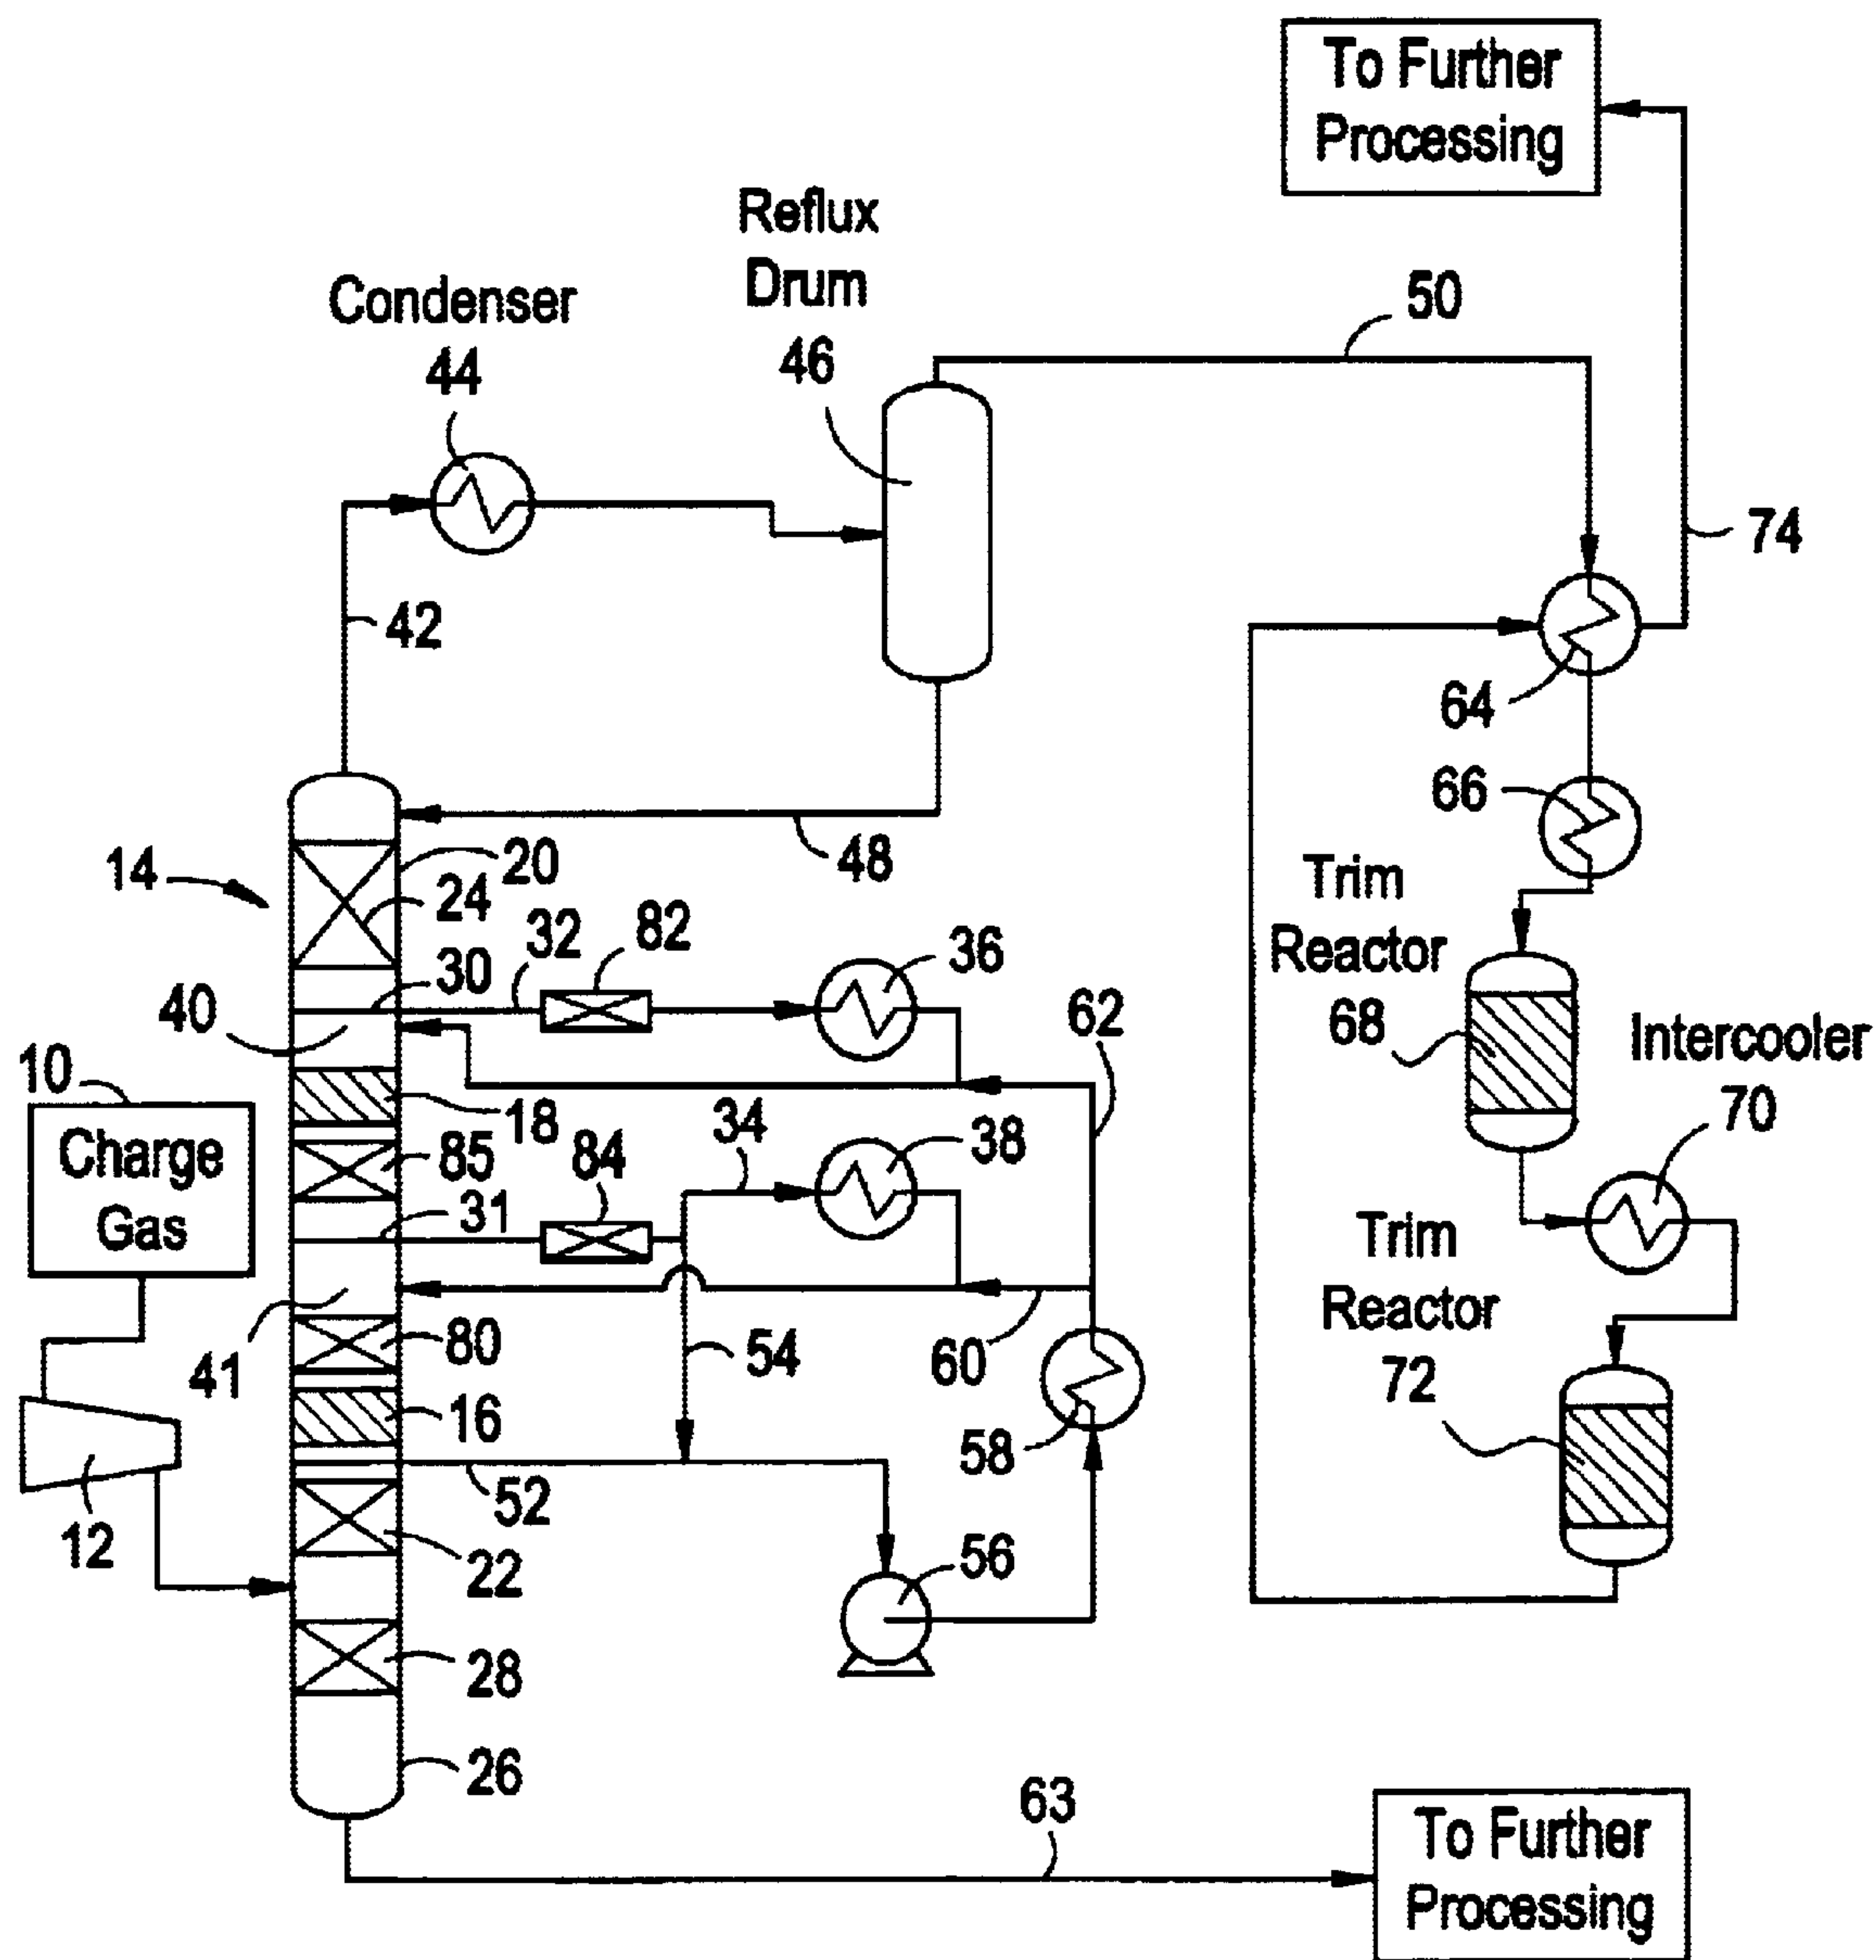 To Further
Processing
Reflux
Drum
46
50
Condenser
44
74
42
64
66
48
14
20
24
Trim
Reactor
68
32
82
36
30
40
62
Intercooler
70
10
Charge
Gas
18
34
38
85
84
31
Trim
Reactor
72
41
80
54
60
16
58
52
12
22
56
28
26
63
To Further
Processing